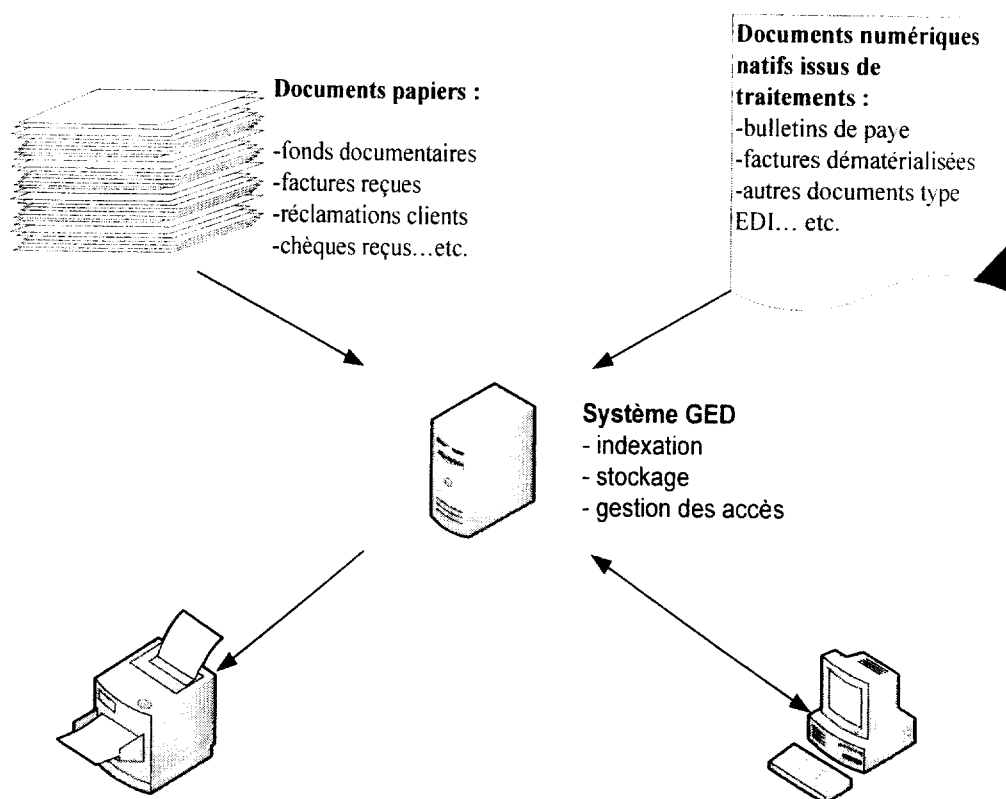 Documents papiers :
-fonds documentaires
-factures reçues
-réclamations clients
-chèques reçus…etc.
Documents numériques
natifs issus de
traitements :
-bulletins de paye
-factures dématérialisées
-autres documents type
EDI… etc.
Système GED
- indexation
- stockage
- gestion des accès